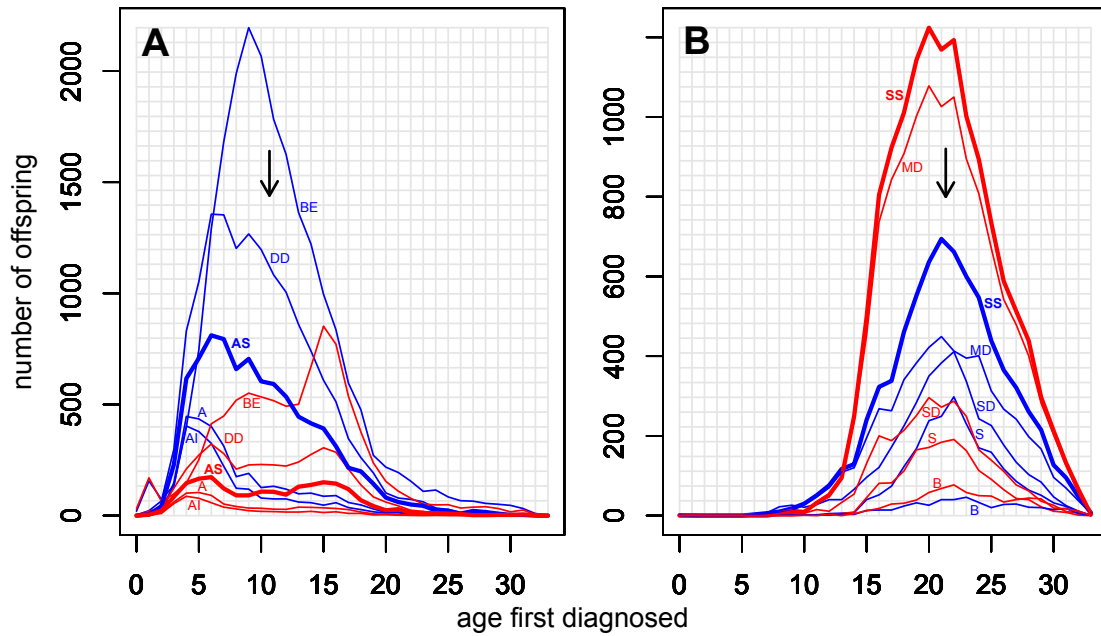 A
B
number of offspring
2000
1500
1000
500
0
BE
DD
AS
A
AI
BE
DD
AS
A
AI
0 5 10 15 20 25 30
1000
800
600
400
200
0
SS
MD
SS
MD
SD
SD
S
S
B
B
0 5 10 15 20 25 30
age first diagnosed